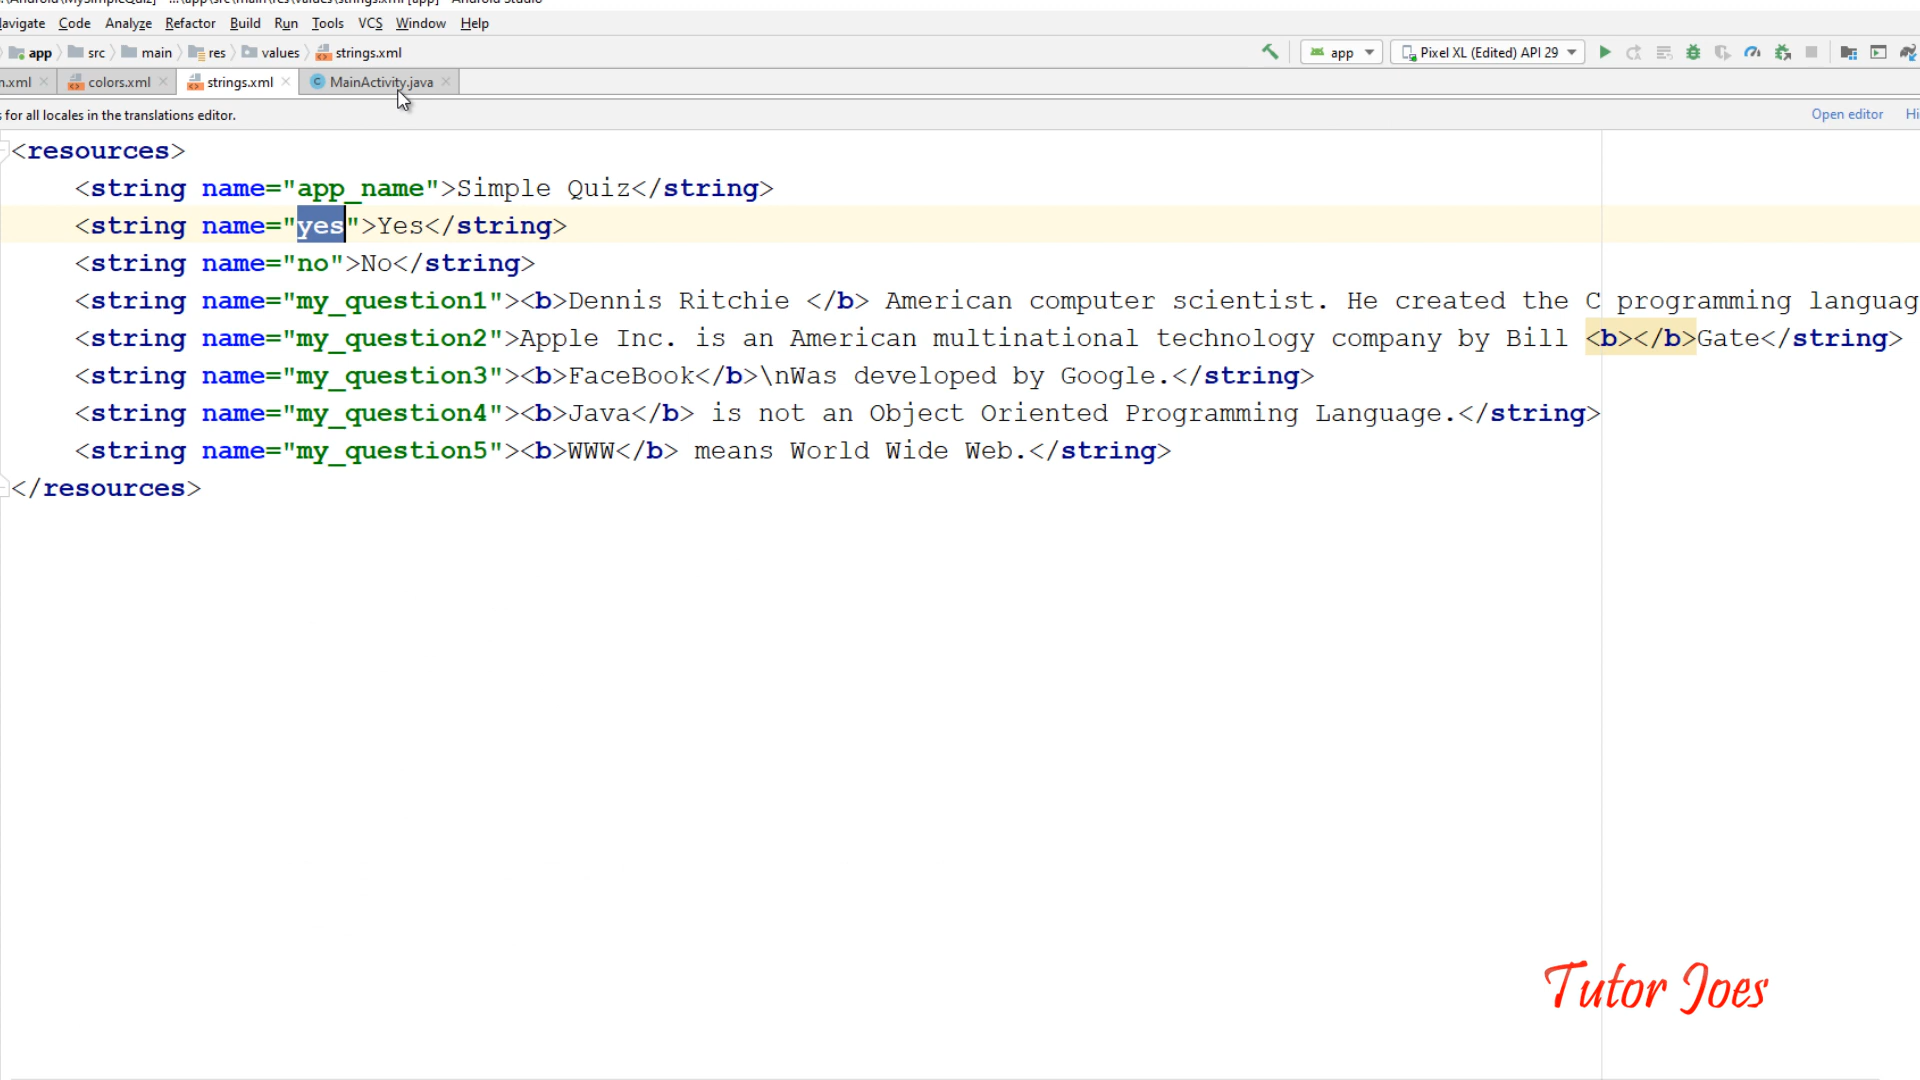 Navigate Code Analyze Refactor Build Run Tools VCS Window Help
app src main res values strings.xml app Pixel XL (Edited) API 29
colors.xml strings.xml MainActivity.java
for all locales in the translations editor. Open editor
<resources>
<string name="app_name">Simple Quiz</string>
<string name="yes">Yes</string>
<string name="no">No</string>
<string name="my_question1"><b>Dennis Ritchie </b> American computer scientist. He created the C programming languag
<string name="my_question2">Apple Inc. is an American multinational technology company by Bill <b></b>Gate</string>
<string name="my_question3"><b>FaceBook</b>\nWas developed by Google.</string>
<string name="my_question4"><b>Java</b> is not an Object Oriented Programming Language.</string>
<string name="my_question5"><b>WWW</b> means World Wide Web.</string>
</resources>
Tutor Joes